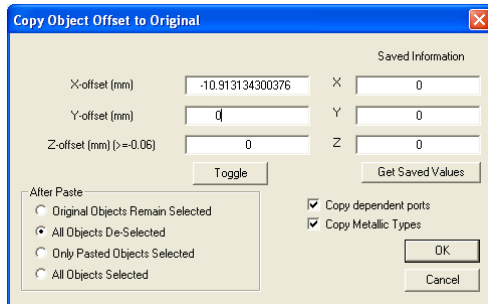 Copy Object Offset to Original
Saved Information
X-offset (mm) -10.913134300376 X 0
Y-offset (mm) 0 Y 0
Z-offset (mm) (>=-0.06) 0 Z 0
Toggle Get Saved Values
After Paste
Original Objects Remain Selected
All Objects De-Selected
Only Pasted Objects Selected
All Objects Selected
Copy dependent ports
Copy Metallic Types
OK
Cancel